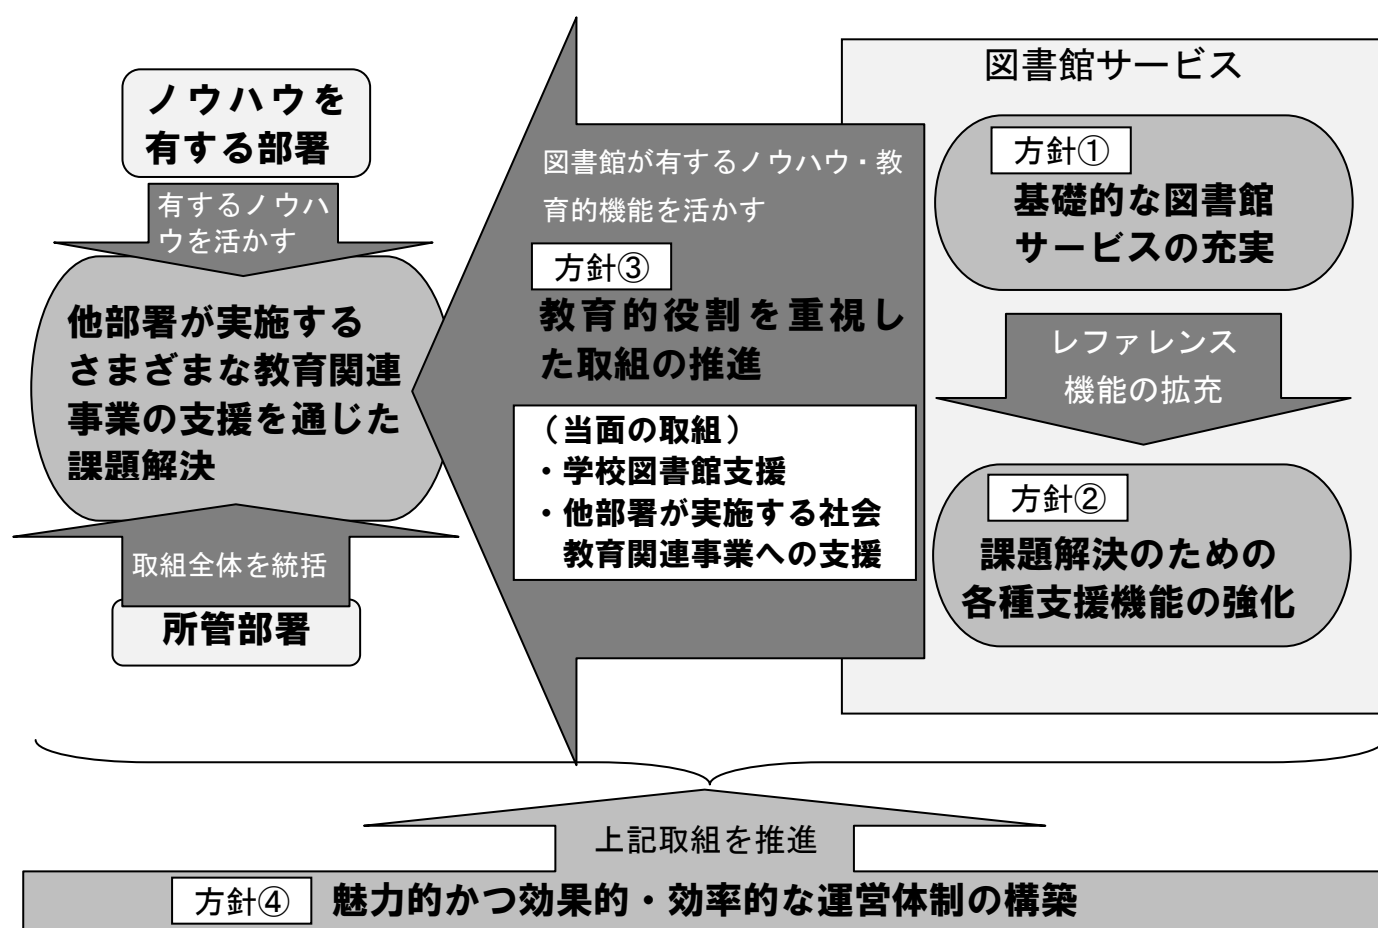 ノウハウを
有する部署
有するノウハ
ウを活かす
他部署が実施する
さまざまな教育関連
事業の支援を通じた
課題解決
取組全体を統括
所管部署
図書館が有するノウハウ・教
育的機能を活かす
方針③
教育的役割を重視し
た取組の推進
（当面の取組）
・学校図書館支援
・他部署が実施する社会
教育関連事業への支援
図書館サービス
方針①
基礎的な図書館
サービスの充実
レファレンス
機能の拡充
方針②
課題解決のための
各種支援機能の強化
上記取組を推進
方針④ 魅力的かつ効果的・効率的な運営体制の構築